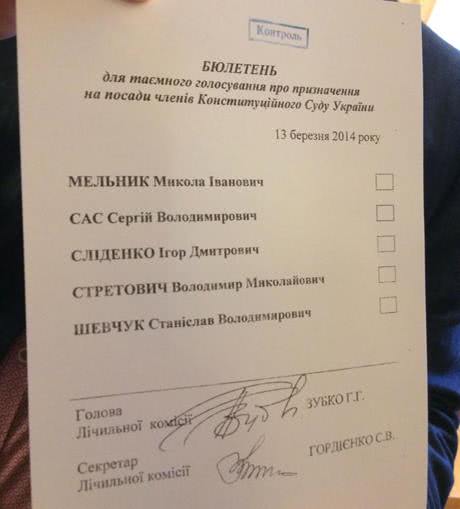 Контроль
БЮЛЕТЕНЬ
для таємного голосування про призначення
на посади членів Конституційного Суду України
13 березня 2014 року
МЕЛЬНИК Микола Іванович
САС Сергій Володимирович
СЛІДЕНКО Ігор Дмитрович
СТРЕТОВИЧ Володимир Миколайович
ШЕВЧУК Станіслав Володимирович
Голова
Лічильної комісії ЗУБКО Г.Г.
Секретар
Лічильної комісії ГОРДІЄНКО С.В.